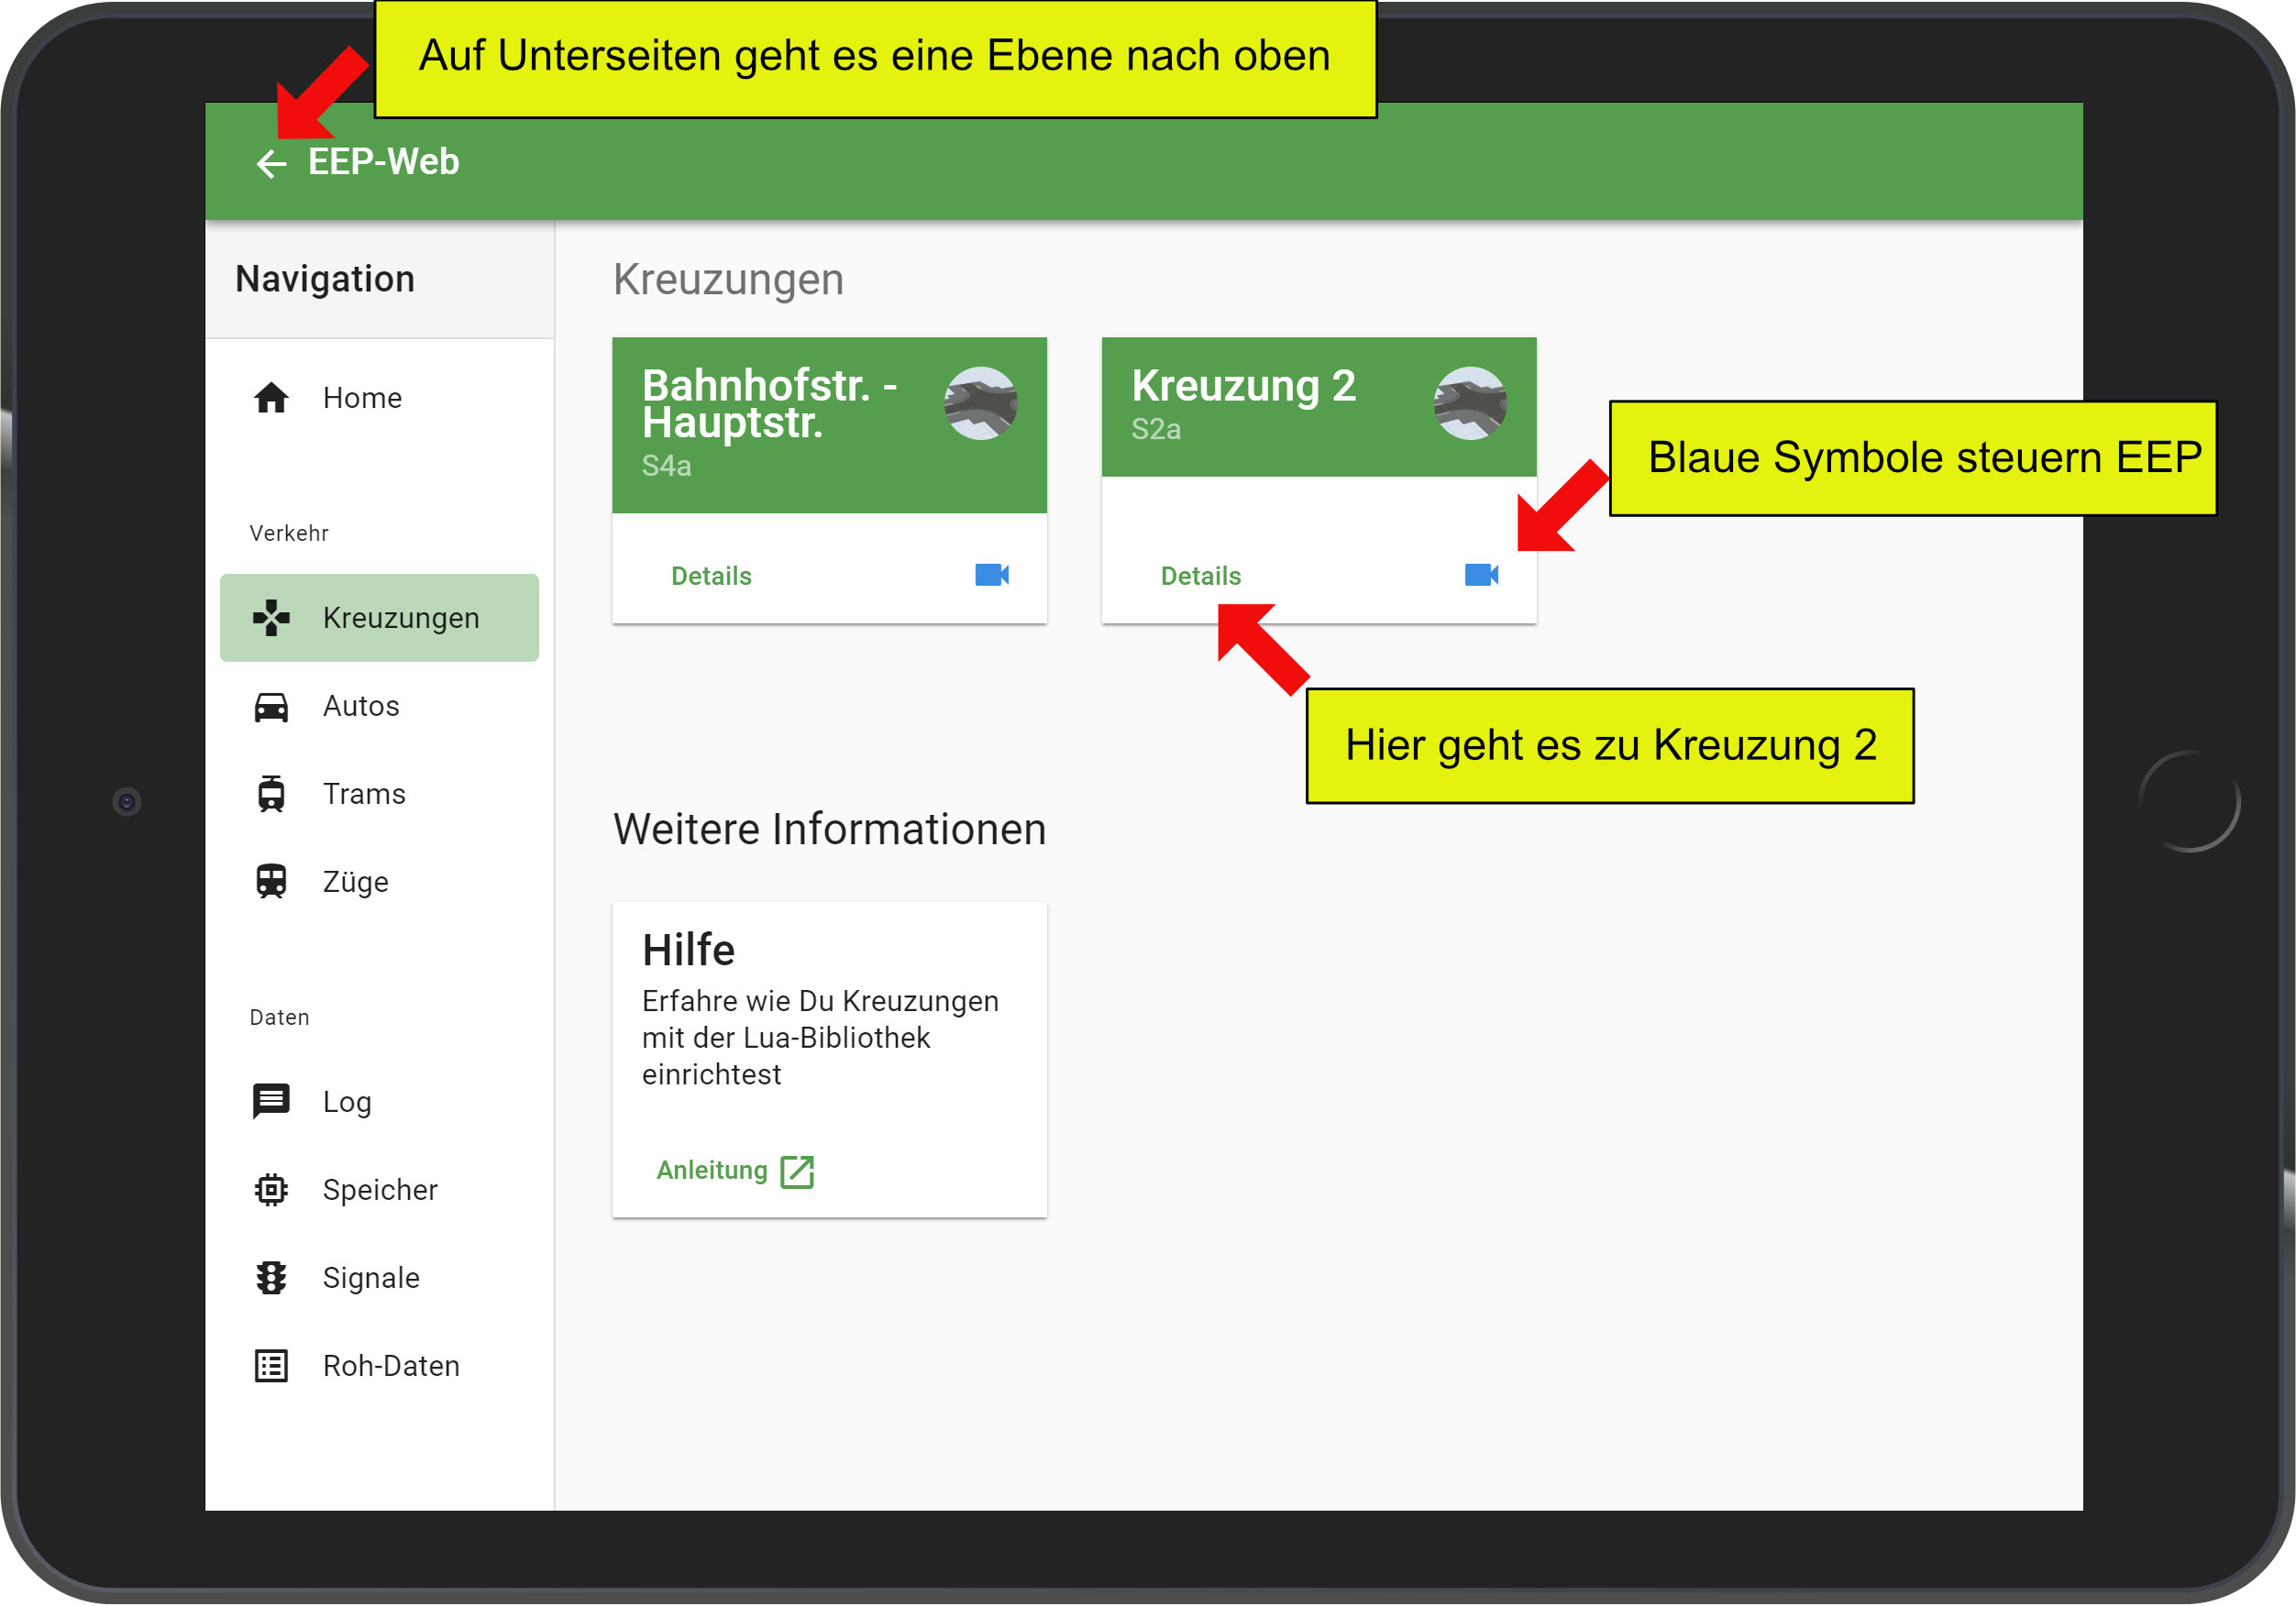 Auf Unterseiten geht es eine Ebene nach oben
EEP-Web
Navigation
Home
Verkehr
Kreuzungen
Autos
Trams
Züge
Daten
Log
Speicher
Signale
Roh-Daten
Kreuzungen
Bahnhofstr. -
Hauptstr.
S4a
Details
Kreuzung 2
S2a
Details
Blaue Symbole steuern EEP
Hier geht es zu Kreuzung 2
Weitere Informationen
Hilfe
Erfahre wie Du Kreuzungen
mit der Lua-Bibliothek
einrichtest
Anleitung